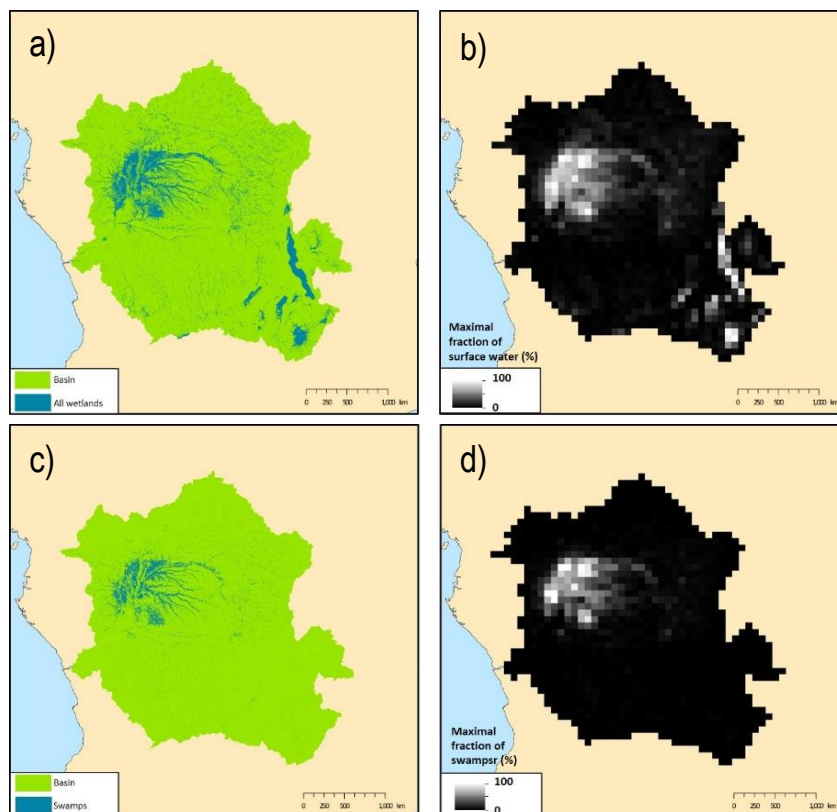 a)
Basin
All wetlands
0 250 500 1,000 km
b)
Maximal
fraction of
surface water (%)
100
0
0 250 500 1,000 km
c)
Basin
Swamps
0 250 500 1,000 km
d)
Maximal
fraction of
swampsr (%)
100
0
0 250 500 1,000 km